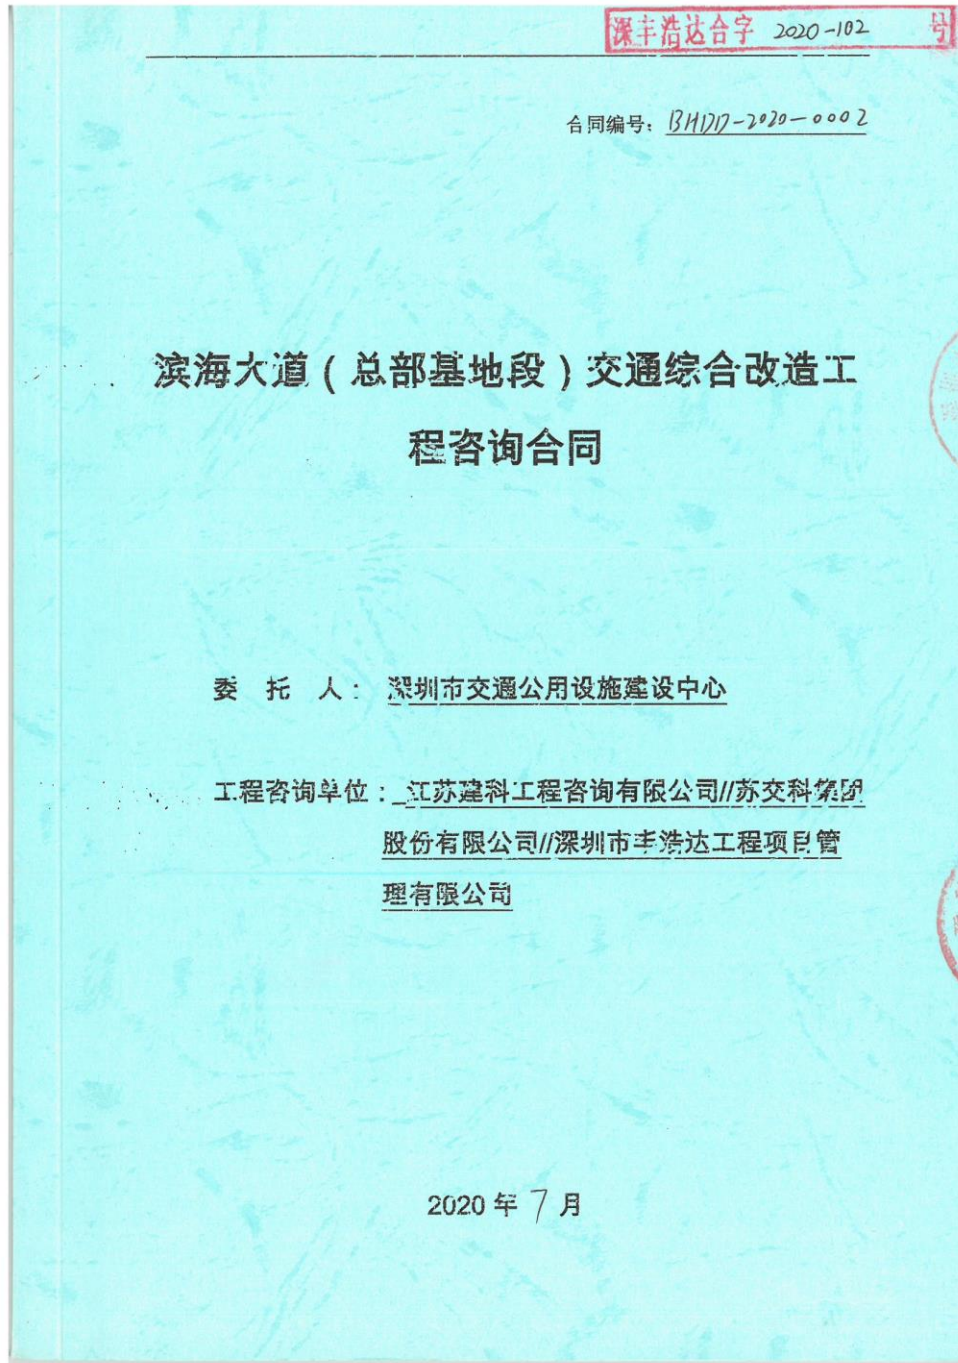 深丰浩达合字 2020-102 号
合同编号：BHDD-2020-0002
滨海大道（总部基地段）交通综合改造工
程咨询合同
委 托 人： 深圳市交通公用设施建设中心
工程咨询单位： 江苏建科工程咨询有限公司//苏交科集团
股份有限公司//深圳市丰浩达工程项目管
理有限公司
2020 年 7 月